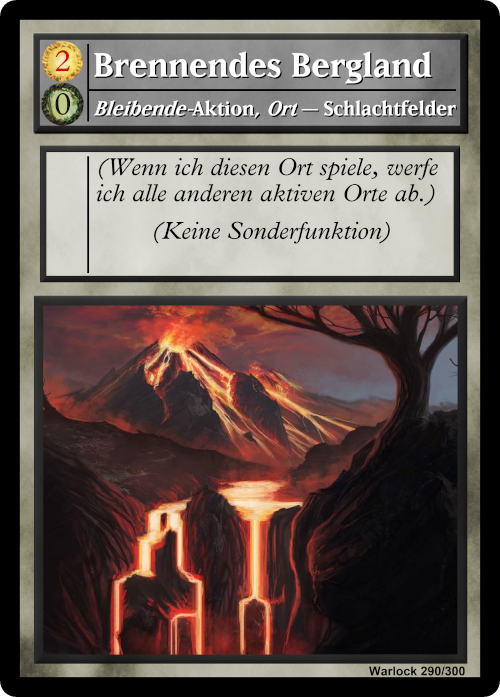 2 Brennendes Bergland
0 Bleibende-Aktion, Ort — Schlachtfelder
(Wenn ich diesen Ort spiele, werfe
ich alle anderen aktiven Orte ab.)
(Keine Sonderfunktion)
Warlock 290/300